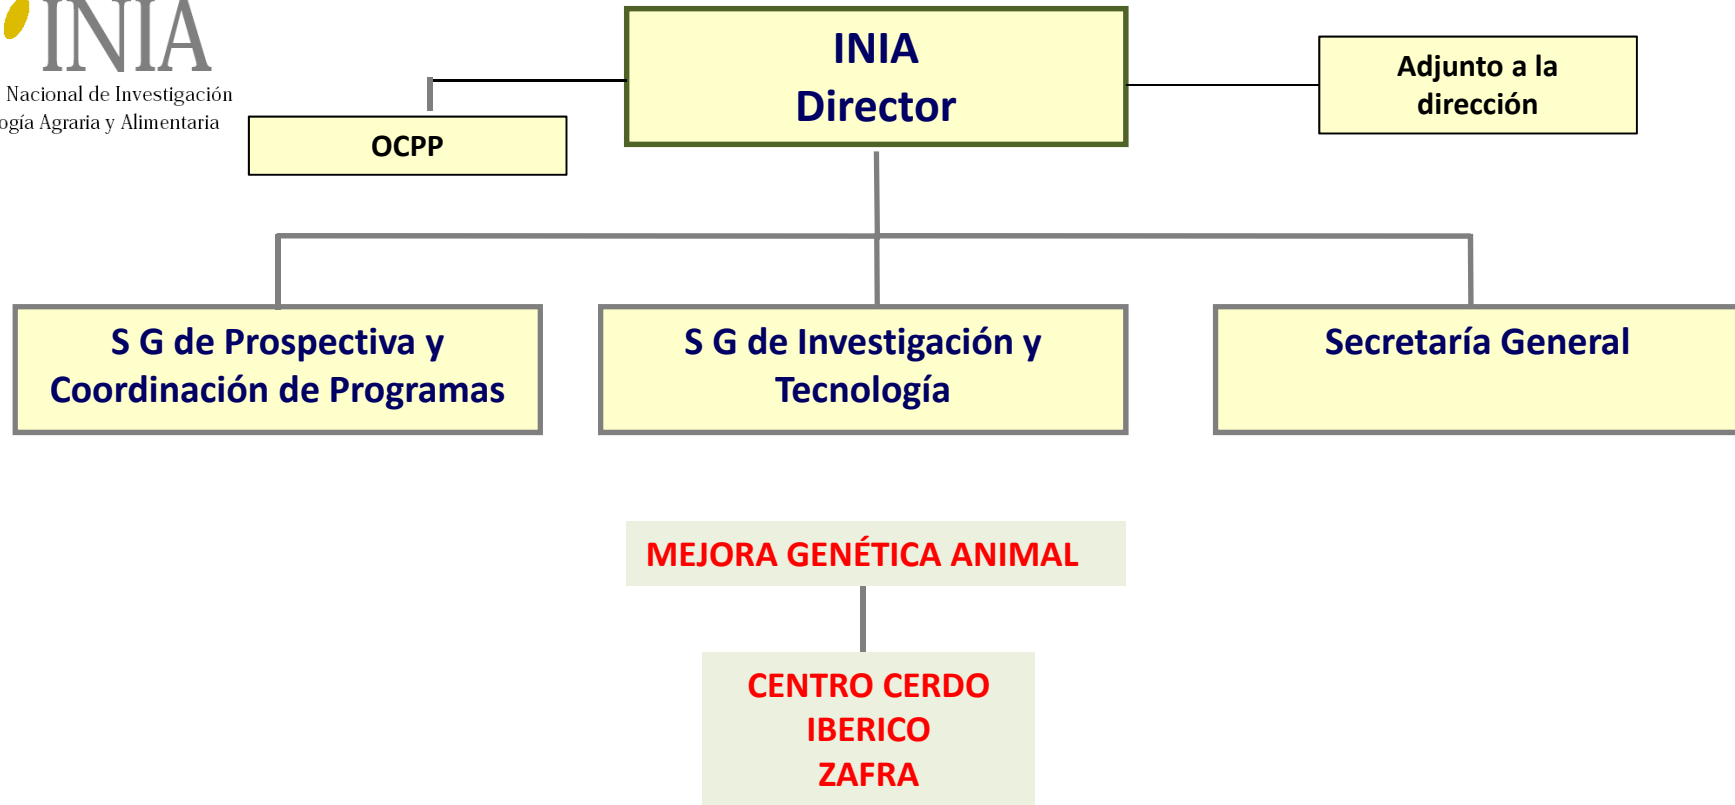 INIA
Nacional de Investigación
ogía Agraria y Alimentaria
INIA
Director
Adjunto a la
dirección
OCPP
S G de Prospectiva y
Coordinación de Programas
S G de Investigación y
Tecnología
Secretaría General
MEJORA GENÉTICA ANIMAL
CENTRO CERDO
IBERICO
ZAFRA